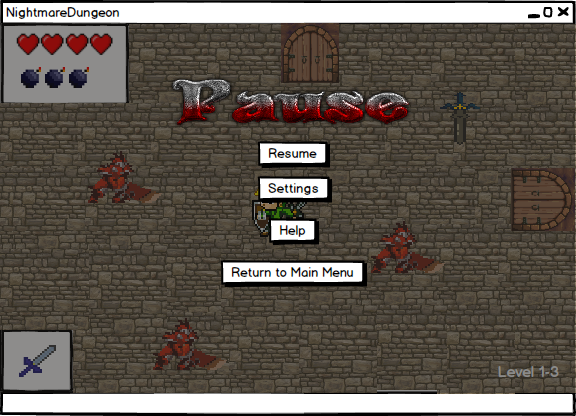 NightmareDungeon
Pause
Resume
Settings
Help
Return to Main Menu
Level 1-3